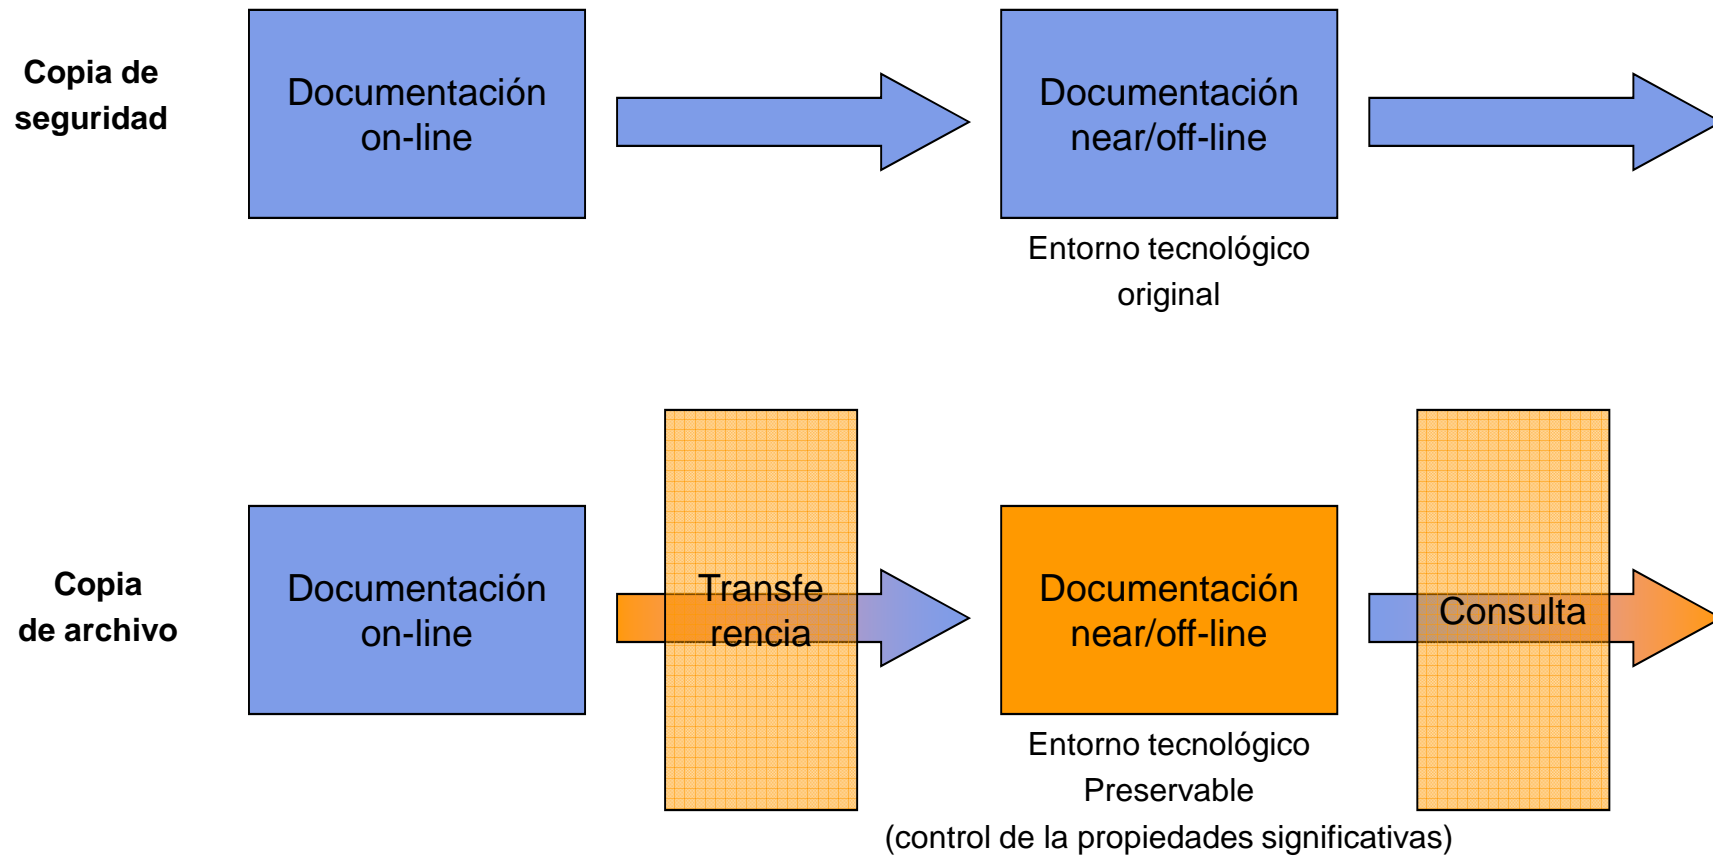 Copia de
seguridad
Documentación
on-line
Documentación
near/off-line
Entorno tecnológico
original
Copia
de archivo
Documentación
on-line
Transfe
rencia
Documentación
near/off-line
Consulta
Entorno tecnológico
Preservable
(control de la propiedades significativas)